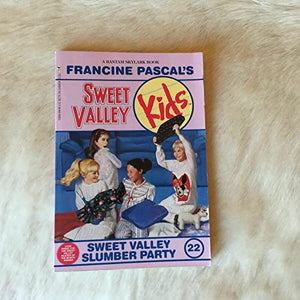 A BANTAM SKYLARK BOOK
FRANCINE PASCAL'S
SWEET
VALLEY
Kids
SWEET VALLEY
SLUMBER PARTY
22